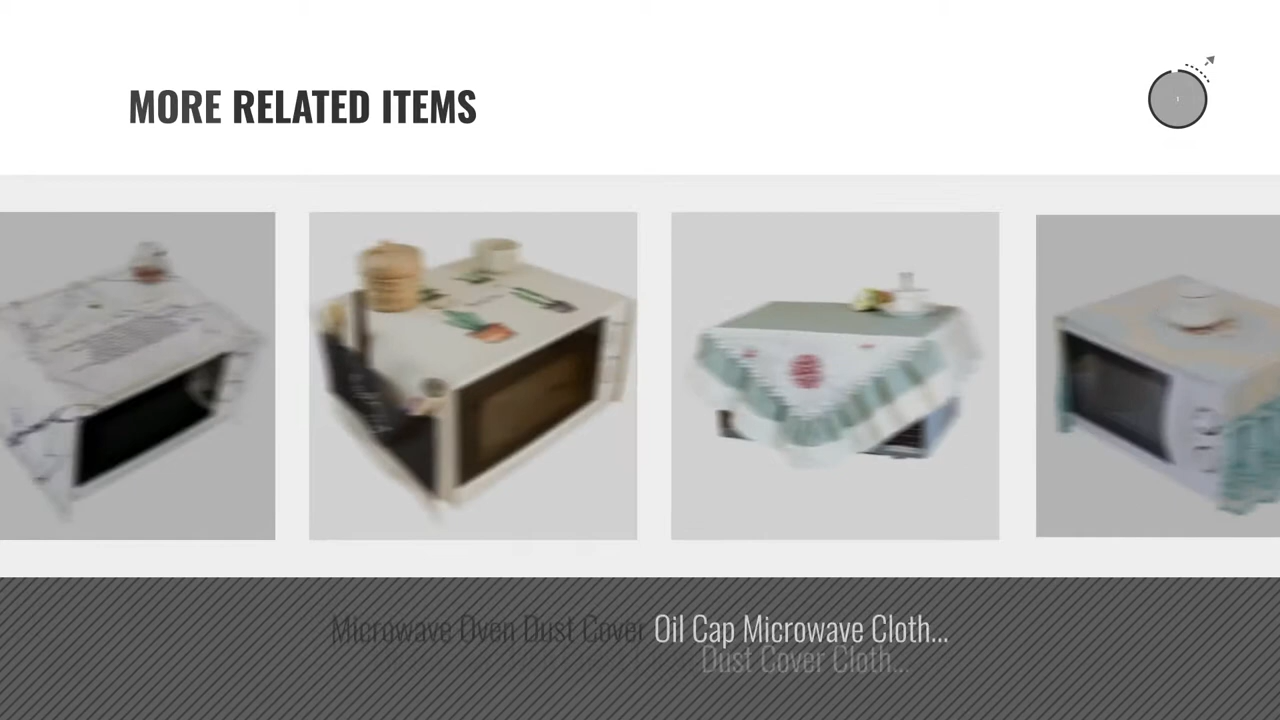 MORE RELATED ITEMS
Microwave Oven Dust Cover Oil Cap Microwave Cloth...
Dust Cover Cloth...